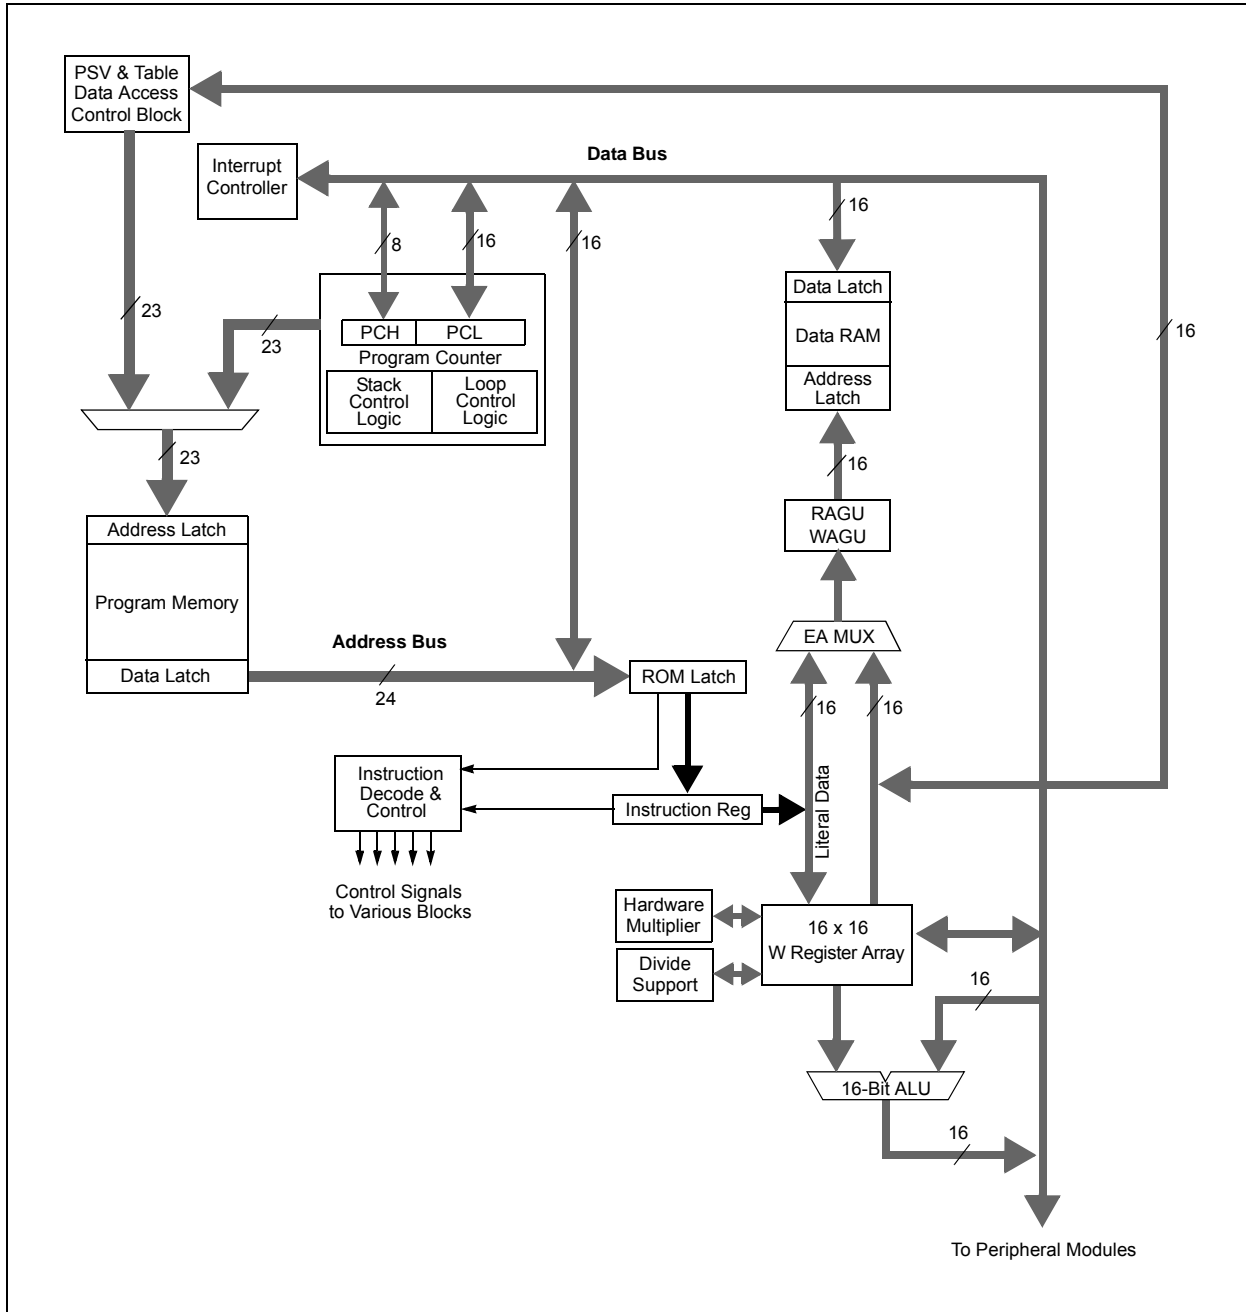 PSV & Table
Data Access
Control Block
Interrupt
Controller
Data Bus
8
16
16
16
23
23
PCH
PCL
Program Counter
Stack
Control
Logic
Loop
Control
Logic
Data Latch
Data RAM
Address
Latch
16
23
16
RAGU
WAGU
Address Latch
Program Memory
Data Latch
Address Bus
24
EA MUX
ROM Latch
16
16
Instruction
Decode &
Control
Instruction Reg
Literal Data
Control Signals
to Various Blocks
Hardware
Multiplier
Divide
Support
16 x 16
W Register Array
16
16-Bit ALU
16
To Peripheral Modules